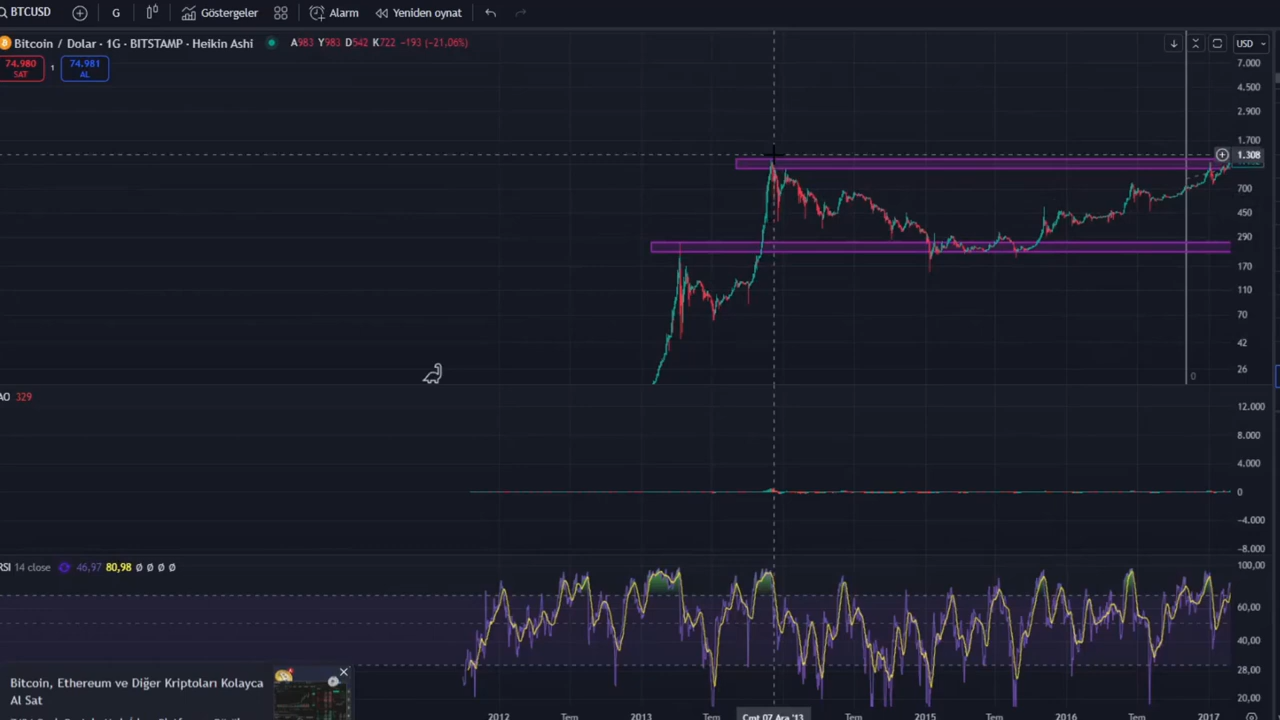 BTCUSD G Göstergeler Alarm Yeniden oynat
Bitcoin / Dolar · 1G · BITSTAMP · Heikin Ashi A983 Y983 D542 K722 −193 (−21,06%) USD
74.980 1 74.981
SAT AL
7.000
4.500
2.900
1.700
1.308
700
450
290
170
110
70
42
26
0
AO 329
12.000
8.000
4.000
0
−4.000
−8.000
RSI 14 close 46,97 80,98 Ø Ø Ø Ø
100,00
60,00
40,00
28,00
20,00
Bitcoin, Ethereum ve Diğer Kriptoları Kolayca
Al Sat
2012 Tem 2013 Tem Cmt 07 Ara '13 Tem 2015 Tem 2016 Tem 2017